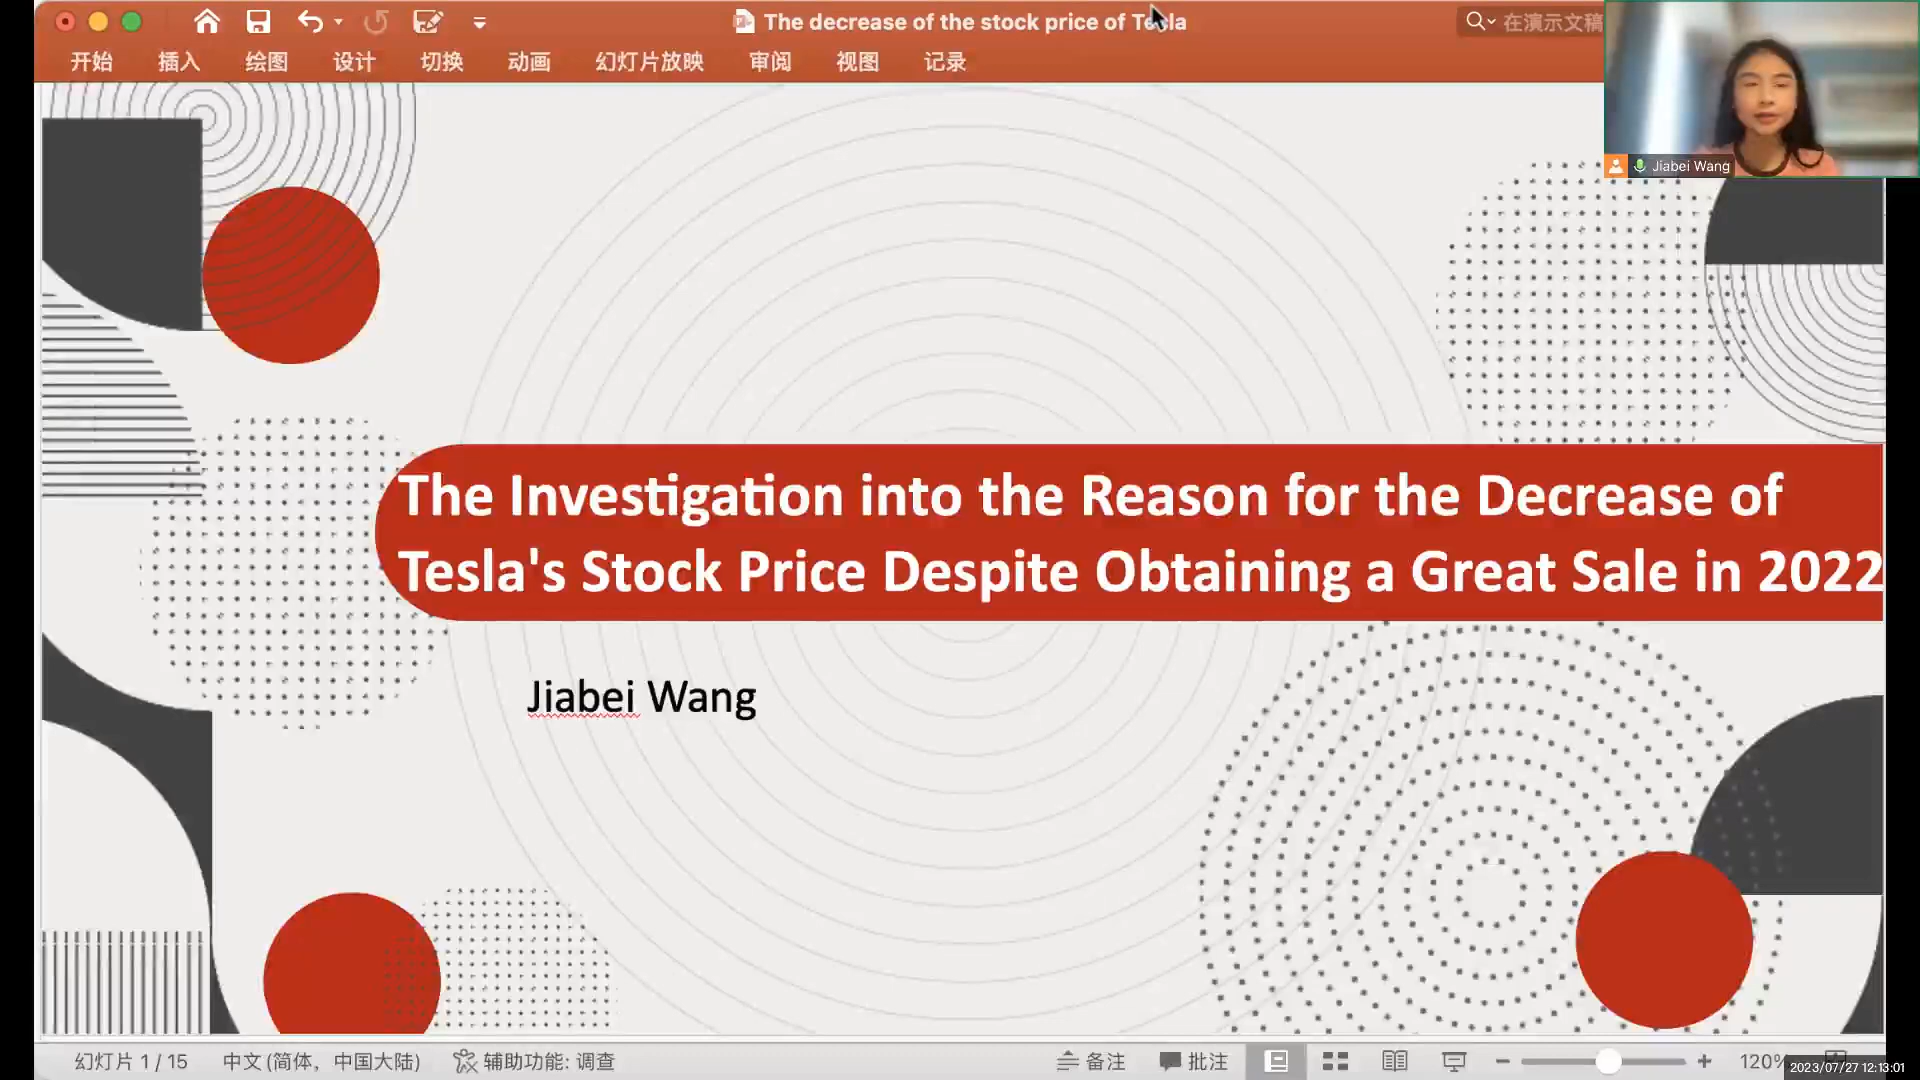 The decrease of the stock price of Tesla
在演示文稿
开始 插入 绘图 设计 切换 动画 幻灯片放映 审阅 视图 记录
Jiabei Wang
The Investigation into the Reason for the Decrease of
Tesla's Stock Price Despite Obtaining a Great Sale in 2022
Jiabei Wang
幻灯片 1 / 15 中文 (简体，中国大陆) 辅助功能: 调查 备注 批注 120%
2023/07/27 12:13:01